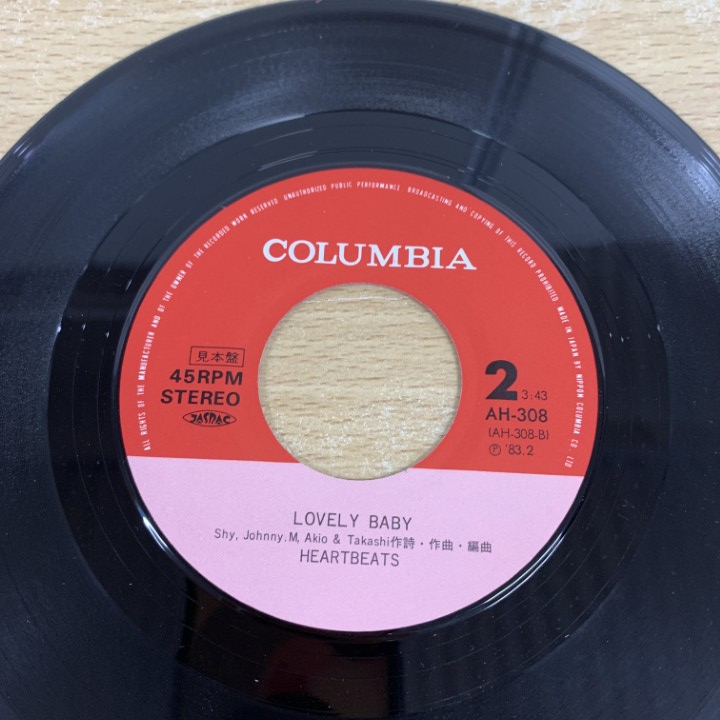 ALL RIGHTS OF THE MANUFACTURER AND OF THE OWNER OF THE RECORDED WORK RESERVED UNAUTHORIZED PUBLIC PERFORMANCE BROADCASTING AND COPYING OF THIS RECORD PROHIBITED MADE IN JAPAN BY NIPPON COLUMBIA CO., LTD
COLUMBIA
見本盤
45RPM
STEREO
JASRAC
2 3:43
AH-308
(AH-308-B)
Ⓟ '83.2
LOVELY BABY
Shy, Johnny.M, Akio & Takashi作詩・作曲・編曲
HEARTBEATS